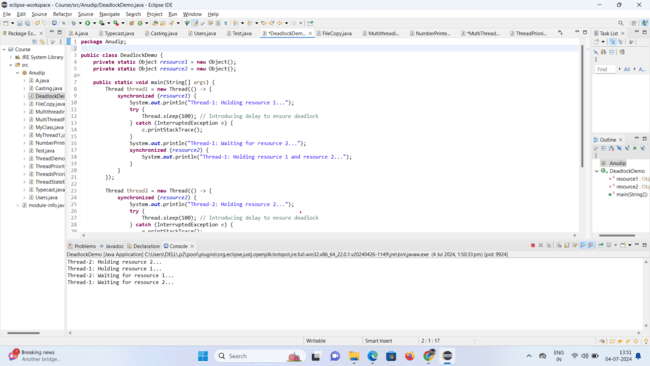 eclipse-workspace - Course/src/Anudip/DeadlockDemo.java - Eclipse IDE
File Edit Source Refactor Source Navigate Search Project Run Window Help
Package Ex...
Course
JRE System Library
src
Anudip
A.java
Casting.java
DeadlockDem
FileCopy.java
Multithreadin
MultiThreadP
MyClass.java
MyThread1.j
NumberPrinte
Test.java
ThreadDemo
ThreadPriorit
ThreadsPriori
ThreadStateE
Typecast.java
Users.java
module-info.jav
A.java
Typecast.java
Casting.java
Users.java
Test.java
*DeadlockDemo...
FileCopy.java
Multithreadi...
NumberPrinte...
*MultiThread...
ThreadPriori...
1 package Anudip;
2
3 public class DeadlockDemo {
4 private static Object resource1 = new Object();
5 private static Object resource2 = new Object();
6
7 public static void main(String[] args) {
8 Thread thread1 = new Thread(() -> {
9 synchronized (resource1) {
10 System.out.println("Thread-1: Holding resource 1...");
11 try {
12 Thread.sleep(100); // Introducing delay to ensure deadlock
13 } catch (InterruptedException e) {
14 e.printStackTrace();
15 }
16 System.out.println("Thread-1: Waiting for resource 2...");
17 synchronized (resource2) {
18 System.out.println("Thread-1: Holding resource 1 and resource 2...");
19 }
20 }
21 });
22
23 Thread thread2 = new Thread(() -> {
24 synchronized (resource2) {
25 System.out.println("Thread-2: Holding resource 2...");
26 try {
27 Thread.sleep(100); // Introducing delay to ensure deadlock
28 } catch (InterruptedException e) {
e.printStackTrace();
Task List
Find All A...
Outline
Anudip
DeadlockDemo
resource1 : Obj
resource2 : Obj
main(String[])
Problems Javadoc Declaration Console
DeadlockDemo [Java Application] C:\Users\DELL\.p2\pool\plugins\org.eclipse.justj.openjdk.hotspot.jre.full.win32.x86_64_22.0.1.v20240426-1149\jre\bin\javaw.exe (4 Jul 2024, 1:50:33 pm) [pid: 9924]
Thread-2: Holding resource 2...
Thread-1: Holding resource 1...
Thread-2: Waiting for resource 1...
Thread-1: Waiting for resource 2...
Writable Smart Insert 2 : 1 : 17
Breaking news
Another bridge...
Search
ENG
IN
13:51
04-07-2024